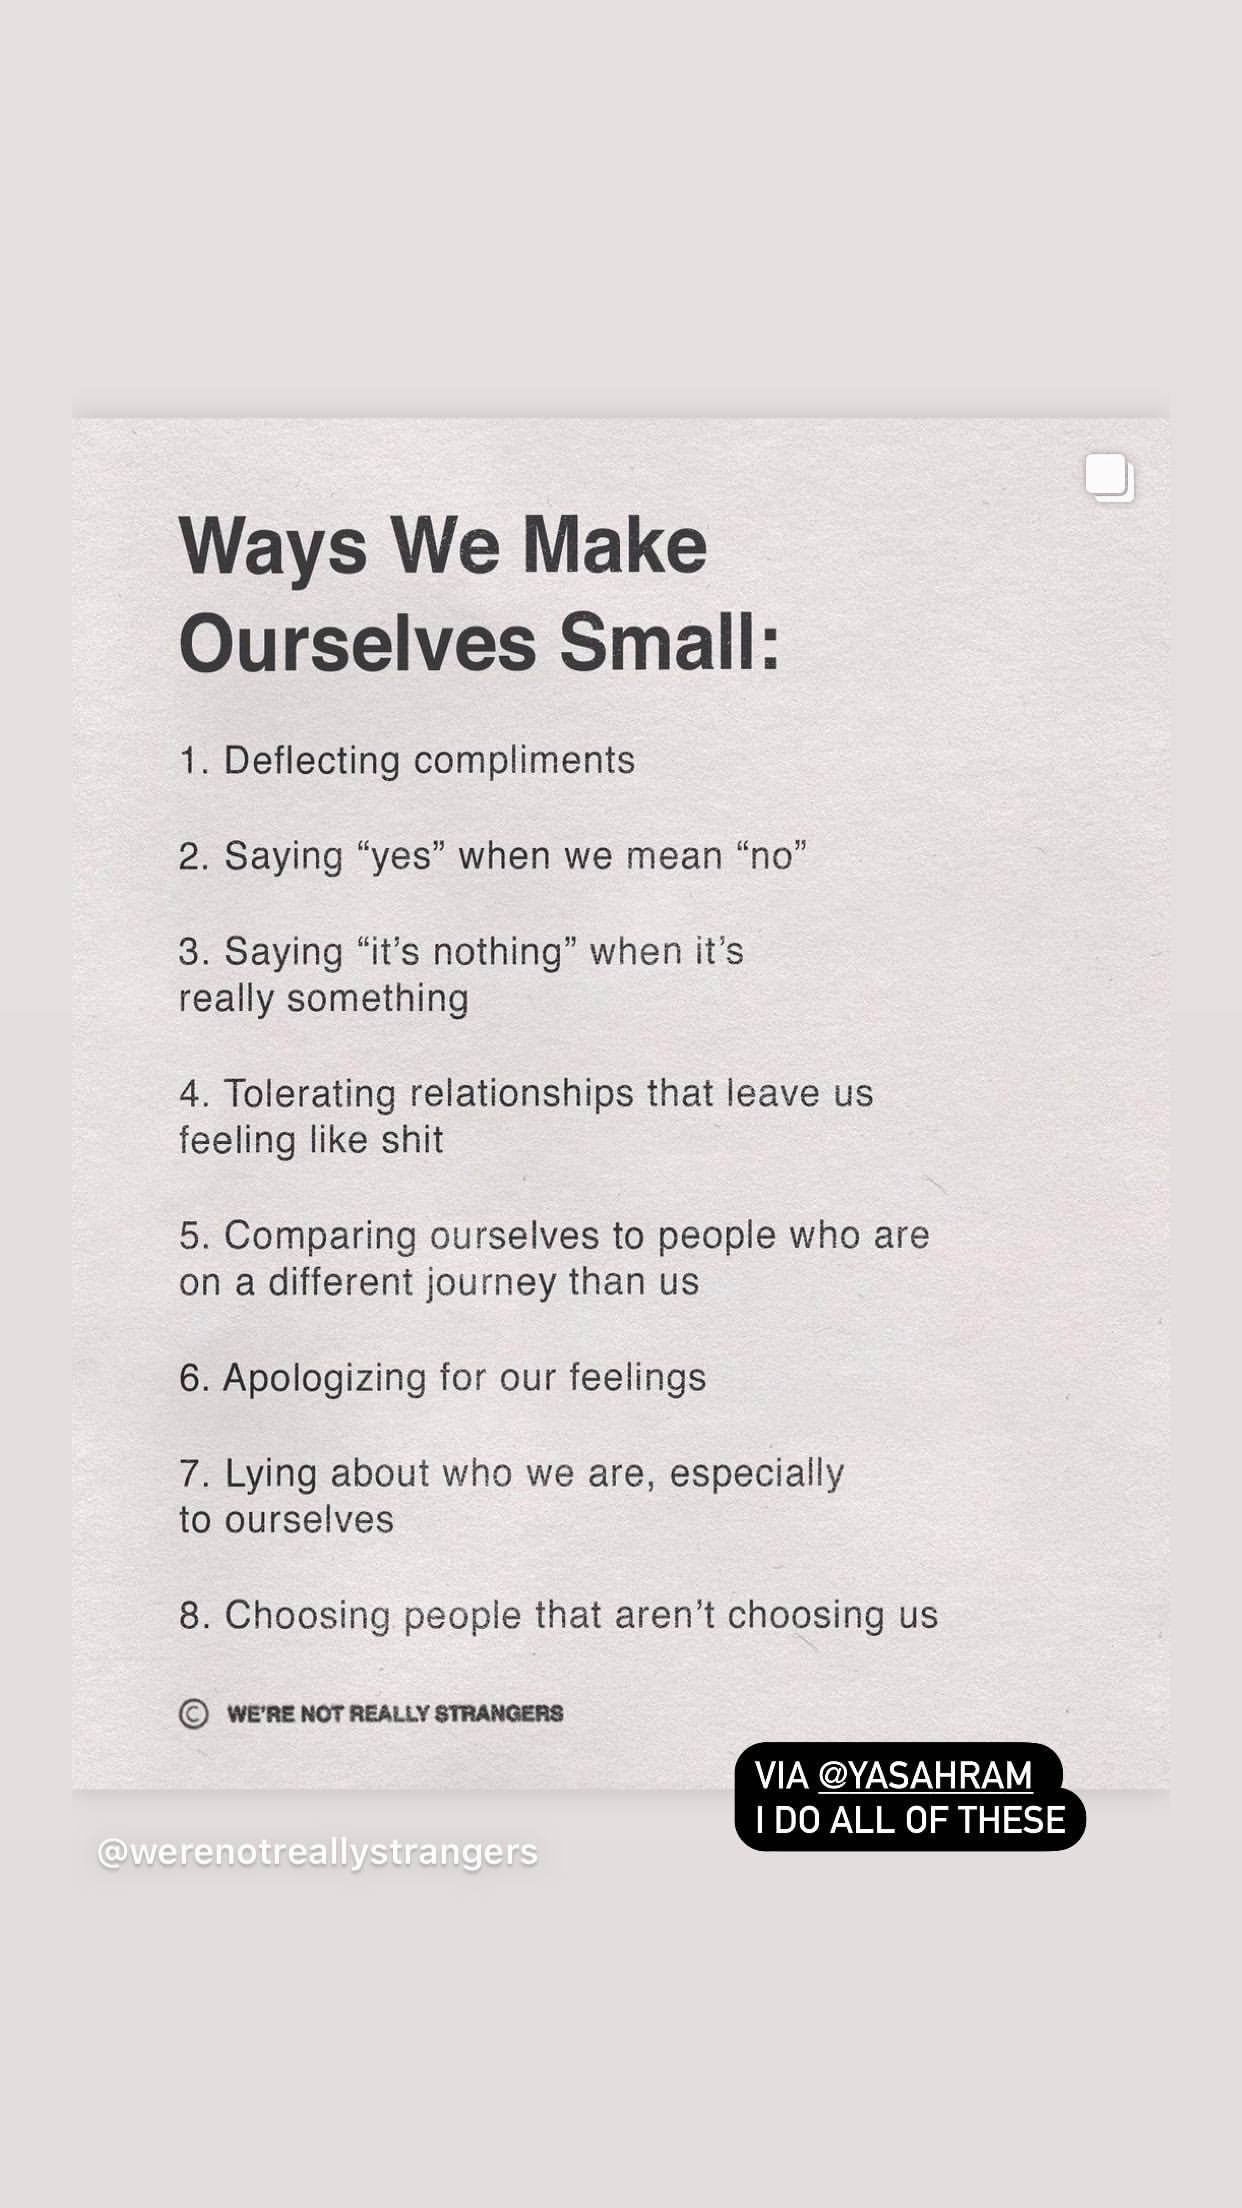 Ways We Make
Ourselves Small:
1. Deflecting compliments
2. Saying “yes” when we mean “no”
3. Saying “it’s nothing” when it’s
really something
4. Tolerating relationships that leave us
feeling like shit
5. Comparing ourselves to people who are
on a different journey than us
6. Apologizing for our feelings
7. Lying about who we are, especially
to ourselves
8. Choosing people that aren’t choosing us
© WE’RE NOT REALLY STRANGERS
VIA @YASAHRAM
I DO ALL OF THESE
@werenotreallystrangers